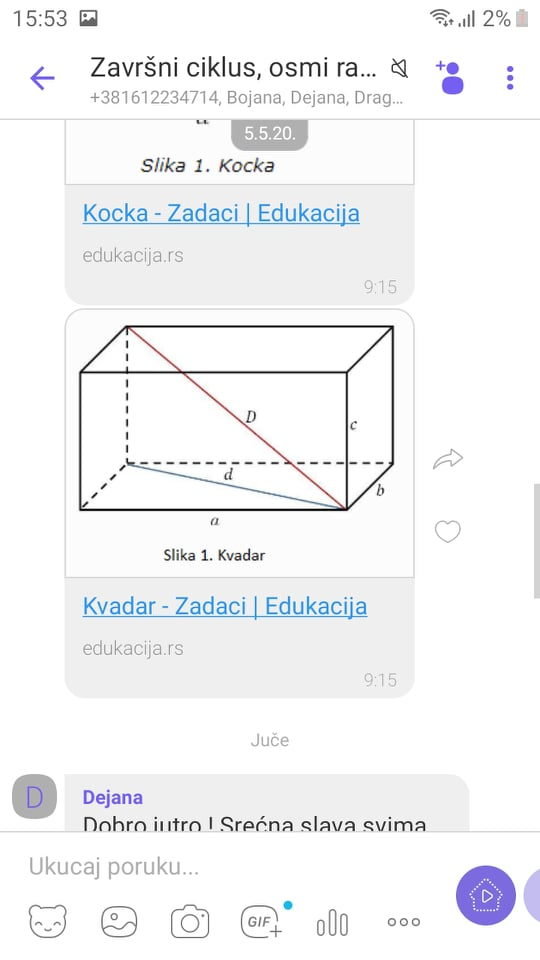 15:53 2%
Završni ciklus, osmi ra...
+381612234714, Bojana, Dejana, Drag...
5.5.20.
Slika 1. Kocka
Kocka - Zadaci | Edukacija
edukacija.rs
9:15
D
c
d
b
a
Slika 1. Kvadar
Kvadar - Zadaci | Edukacija
edukacija.rs
9:15
Juče
D
Dejana
Dobro jutro ! Srećna slava svima
Ukucaj poruku...
GIF